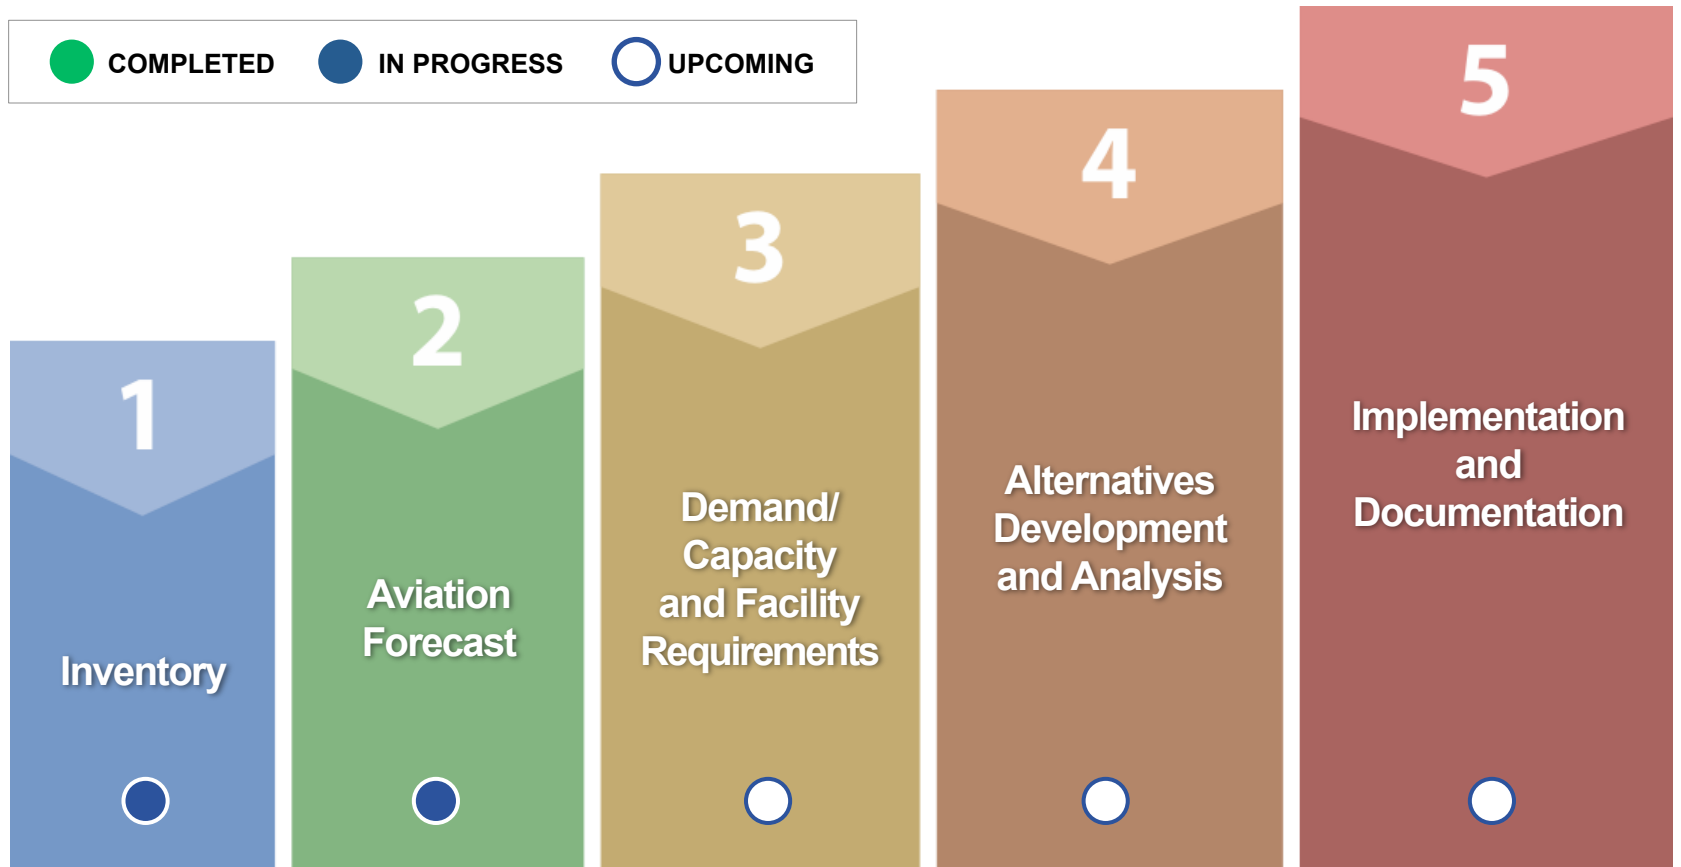 COMPLETED IN PROGRESS UPCOMING
1
Inventory
2
Aviation
Forecast
3
Demand/
Capacity
and Facility
Requirements
4
Alternatives
Development
and Analysis
5
Implementation
and
Documentation